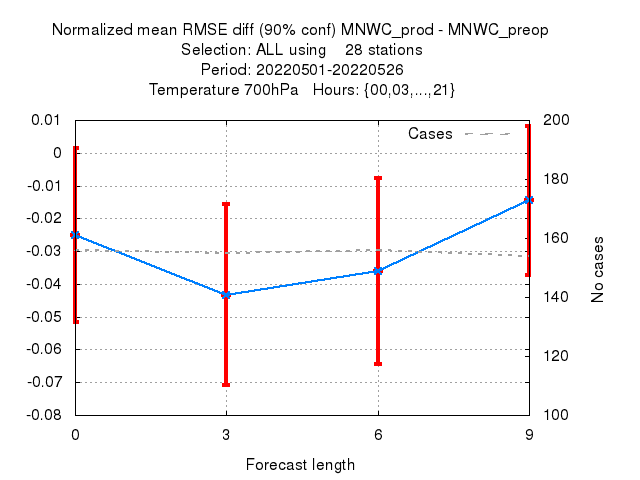 Normalized mean RMSE diff (90% conf) MNWC_prod - MNWC_preop
Selection: ALL using    28 stations
Period: 20220501-20220526
Temperature 700hPa   Hours: {00,03,...,21}
Cases
0.01
0
-0.01
-0.02
-0.03
-0.04
-0.05
-0.06
-0.07
-0.08
200
180
160
140
120
100
No cases
0 3 6 9
Forecast length